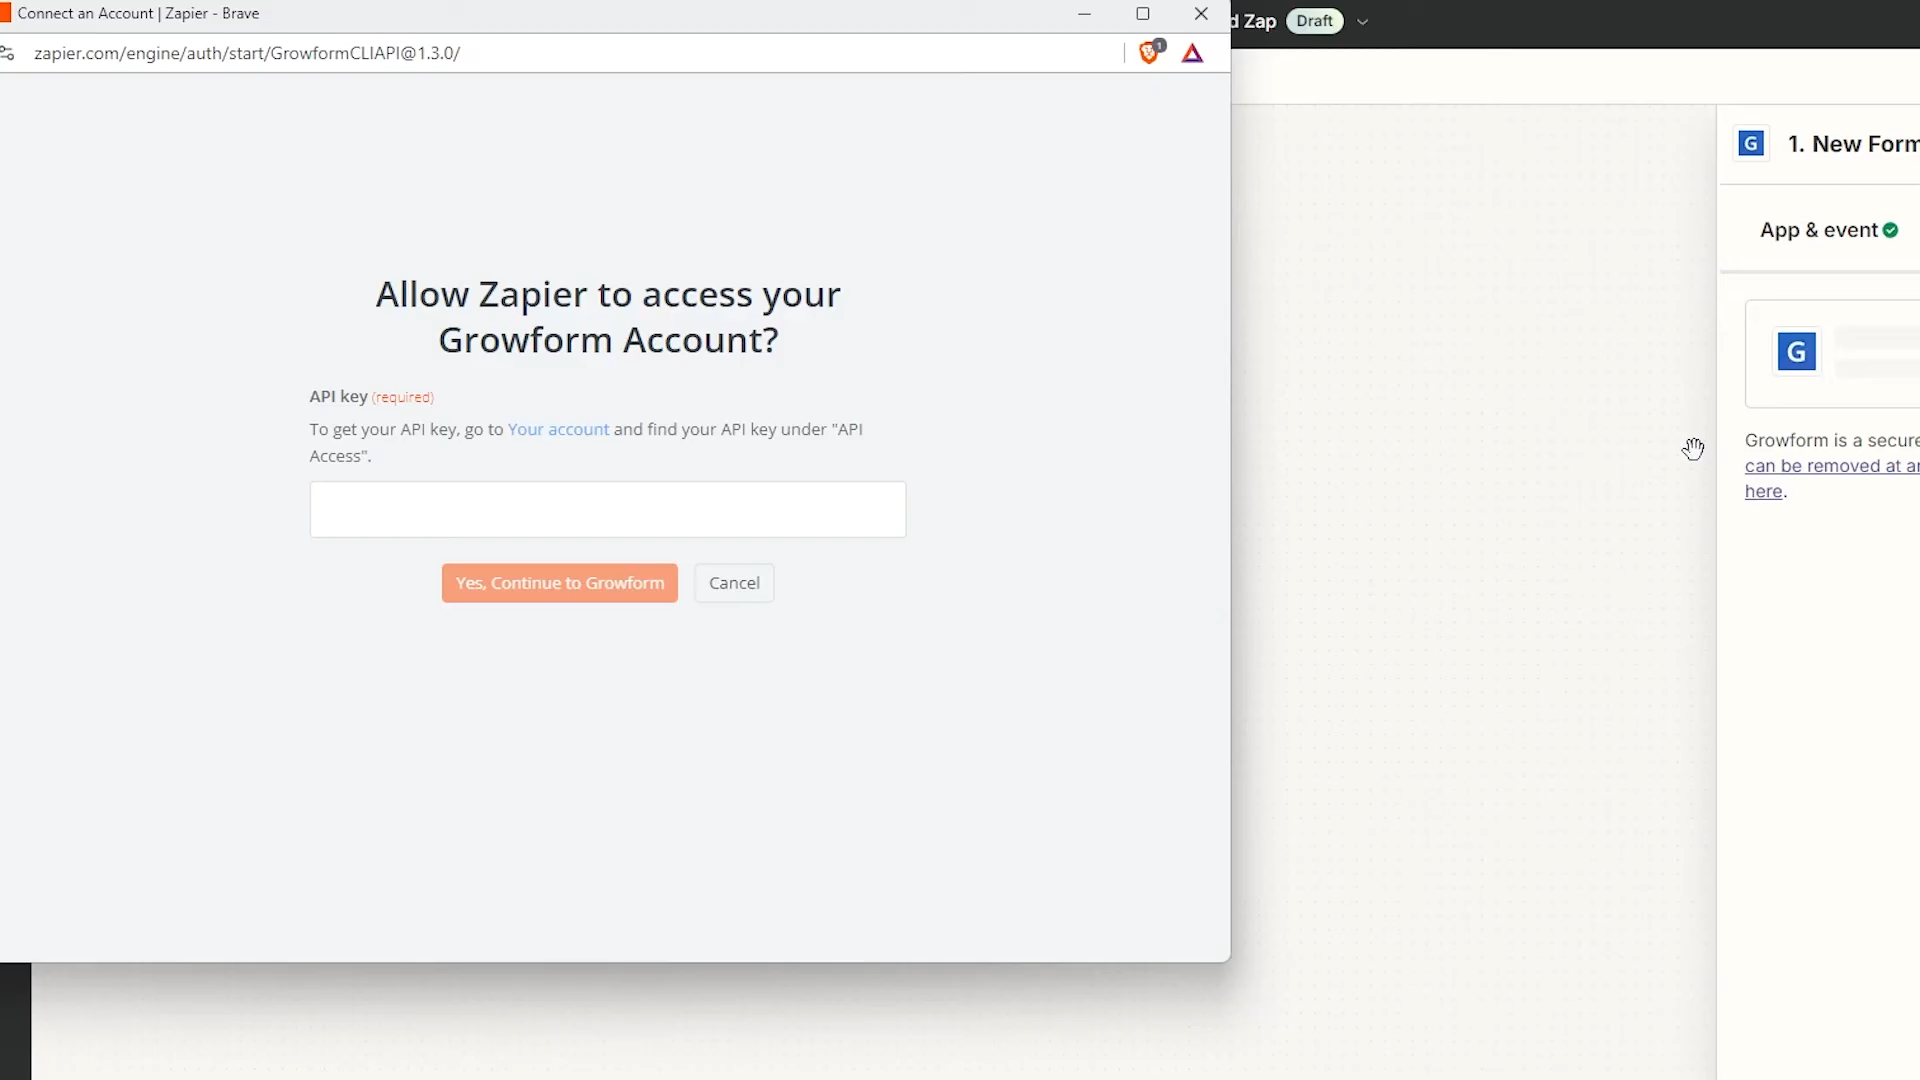 Connect an Account | Zapier - Brave
zapier.com/engine/auth/start/GrowformCLIAPI@1.3.0/
1
Allow Zapier to access your
Growform Account?
API key (required)
To get your API key, go to Your account and find your API key under "API
Access".
Yes, Continue to Growform
Cancel
d Zap
Draft
G
1. New Form
App & event
G
Growform is a secure
can be removed at an
here.